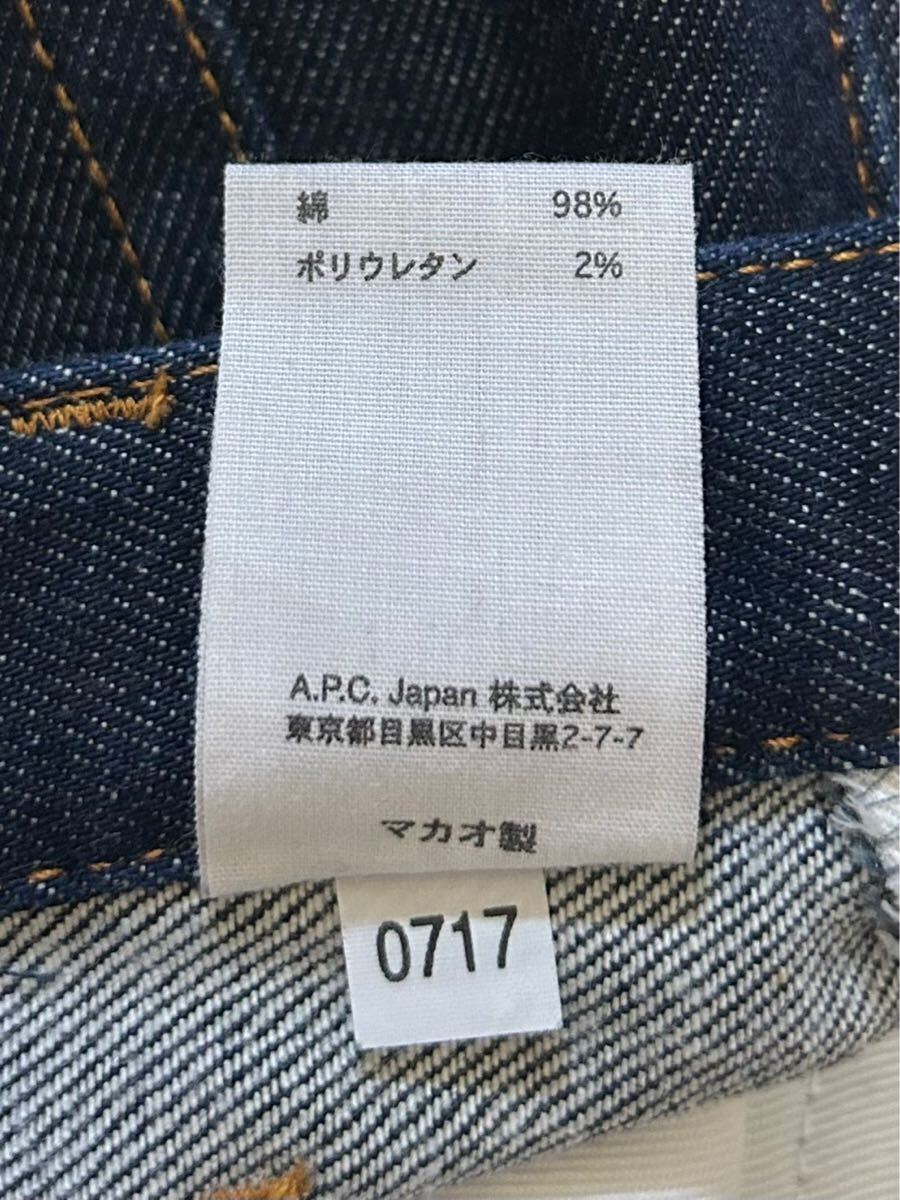 綿 98%
ポリウレタン 2%
A.P.C. Japan 株式会社
東京都目黒区中目黒2-7-7
マカオ製
0717